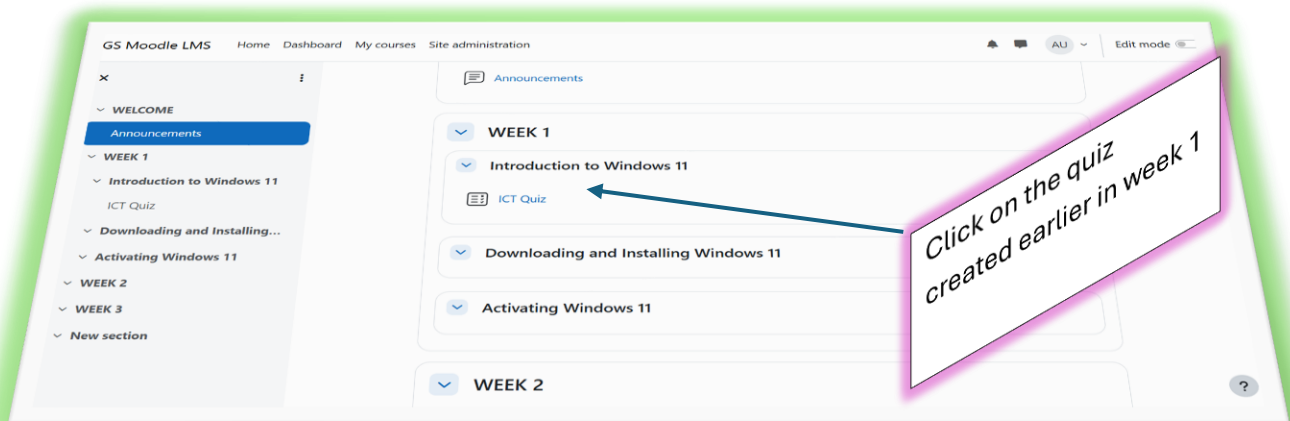 GS Moodle LMS Home Dashboard My courses Site administration AU Edit mode
WELCOME
Announcements
WEEK 1
Introduction to Windows 11
ICT Quiz
Downloading and Installing...
Activating Windows 11
WEEK 2
WEEK 3
New section
Announcements
WEEK 1
Introduction to Windows 11
ICT Quiz
Downloading and Installing Windows 11
Activating Windows 11
WEEK 2
Click on the quiz
created earlier in week 1
?